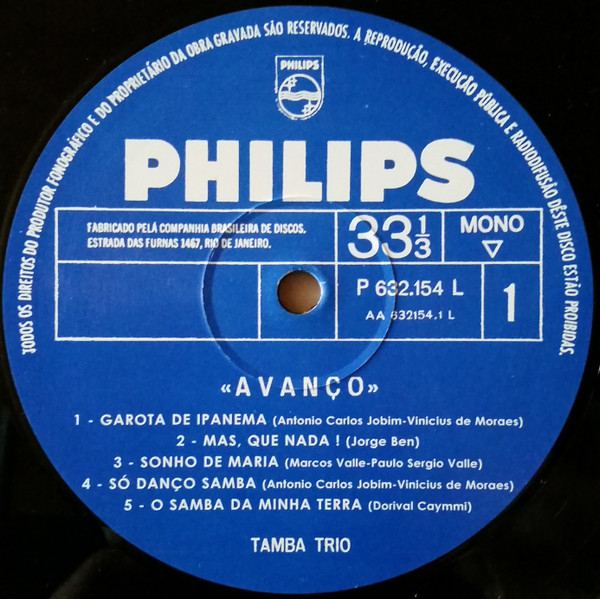 TODOS OS DIREITOS DO PRODUTOR FONOGRÁFICO E DO PROPRIETÁRIO DA OBRA GRAVADA SÃO RESERVADOS. A REPRODUÇÃO, EXECUÇÃO PÚBLICA E RADIODIFUSÃO DÊSTE DISCO ESTÃO PROIBIDAS.
PHILIPS
PHILIPS
FABRICADO PELA COMPANHIA BRASILEIRA DE DISCOS.
ESTRADA DAS FURNAS 1467, RIO DE JANEIRO.
33 1/3
MONO
P 632.154 L
AA 632154.1 L
1
«AVANÇO»
1 - GAROTA DE IPANEMA (Antonio Carlos Jobim-Vinicius de Moraes)
2 - MAS, QUE NADA ! (Jorge Ben)
3 - SONHO DE MARIA (Marcos Valle-Paulo Sergio Valle)
4 - SÓ DANÇO SAMBA (Antonio Carlos Jobim-Vinicius de Moraes)
5 - O SAMBA DA MINHA TERRA (Dorival Caymmi)
TAMBA TRIO